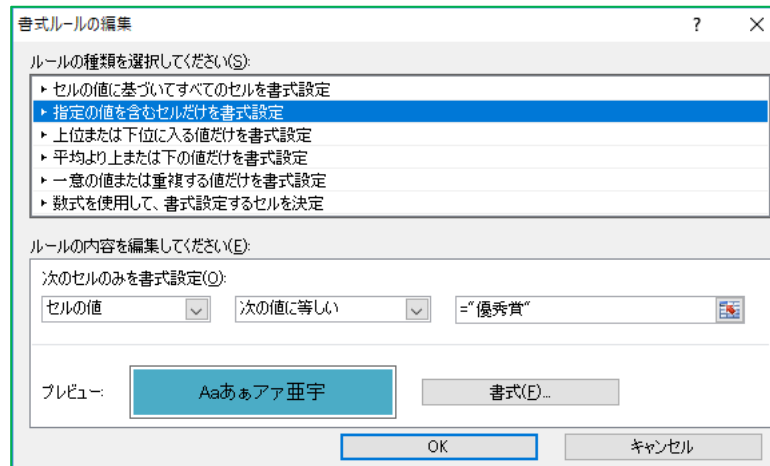 書式ルールの編集
ルールの種類を選択してください(S):
▸ セルの値に基づいてすべてのセルを書式設定
▸ 指定の値を含むセルだけを書式設定
▸ 上位または下位に入る値だけを書式設定
▸ 平均より上または下の値だけを書式設定
▸ 一意の値または重複する値だけを書式設定
▸ 数式を使用して、書式設定するセルを決定
ルールの内容を編集してください(E):
次のセルのみを書式設定(O):
セルの値 次の値に等しい ="優秀賞"
プレビュー: Aaあぁアァ亜宇 書式(F)...
OK キャンセル